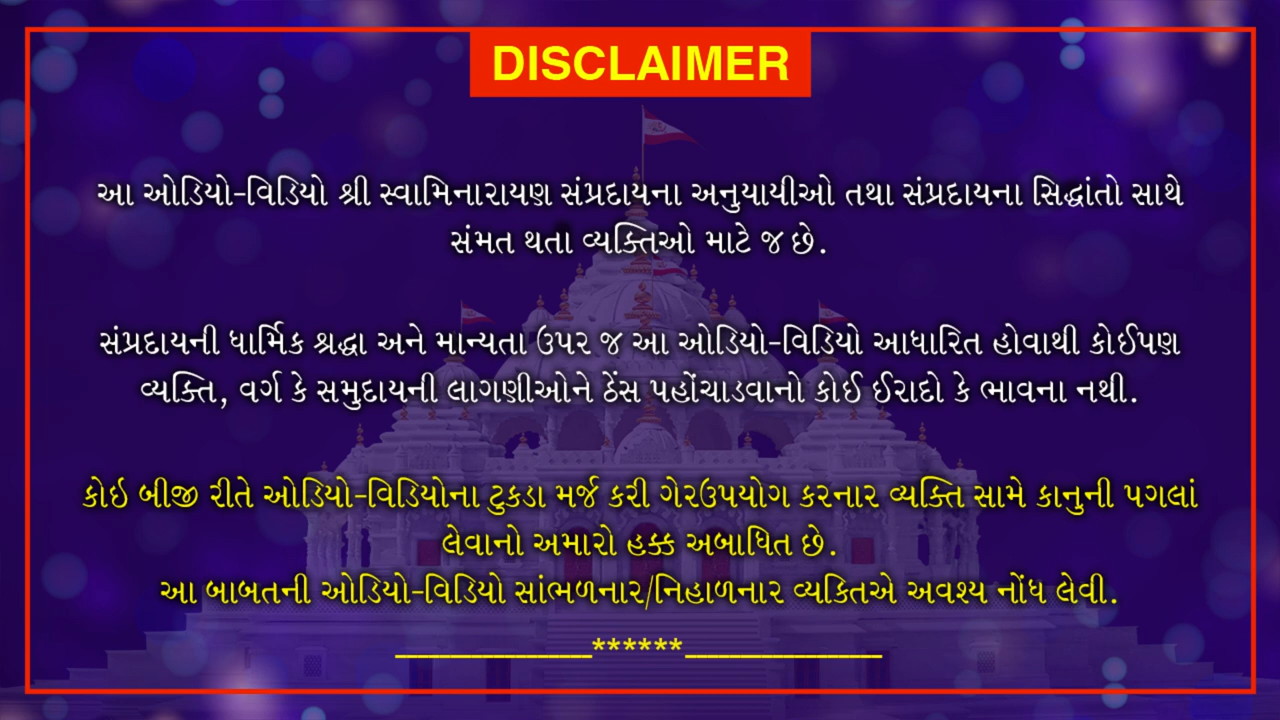 DISCLAIMER
આ ઓડિયો-વિડિયો શ્રી સ્વામિનારાયણ સંપ્રદાયના અનુયાયીઓ તથા સંપ્રદાયના સિદ્ધાંતો સાથે
સંમત થતા વ્યક્તિઓ માટે જ છે.
સંપ્રદાયની ધાર્મિક શ્રદ્ધા અને માન્યતા ઉપર જ આ ઓડિયો-વિડિયો આધારિત હોવાથી કોઈપણ
વ્યક્તિ, વર્ગ કે સમુદાયની લાગણીઓને ઠેંસ પહોંચાડવાનો કોઈ ઈરાદો કે ભાવના નથી.
કોઇ બીજી રીતે ઓડિયો-વિડિયોના ટુકડા મર્જ કરી ગેરઉપયોગ કરનાર વ્યક્તિ સામે કાનુની પગલાં
લેવાનો અમારો હક્ક અબાધિત છે.
આ બાબતની ઓડિયો-વિડિયો સાંભળનાર/નિહાળનાર વ્યકિતએ અવશ્ય નોંધ લેવી.
________________******________________